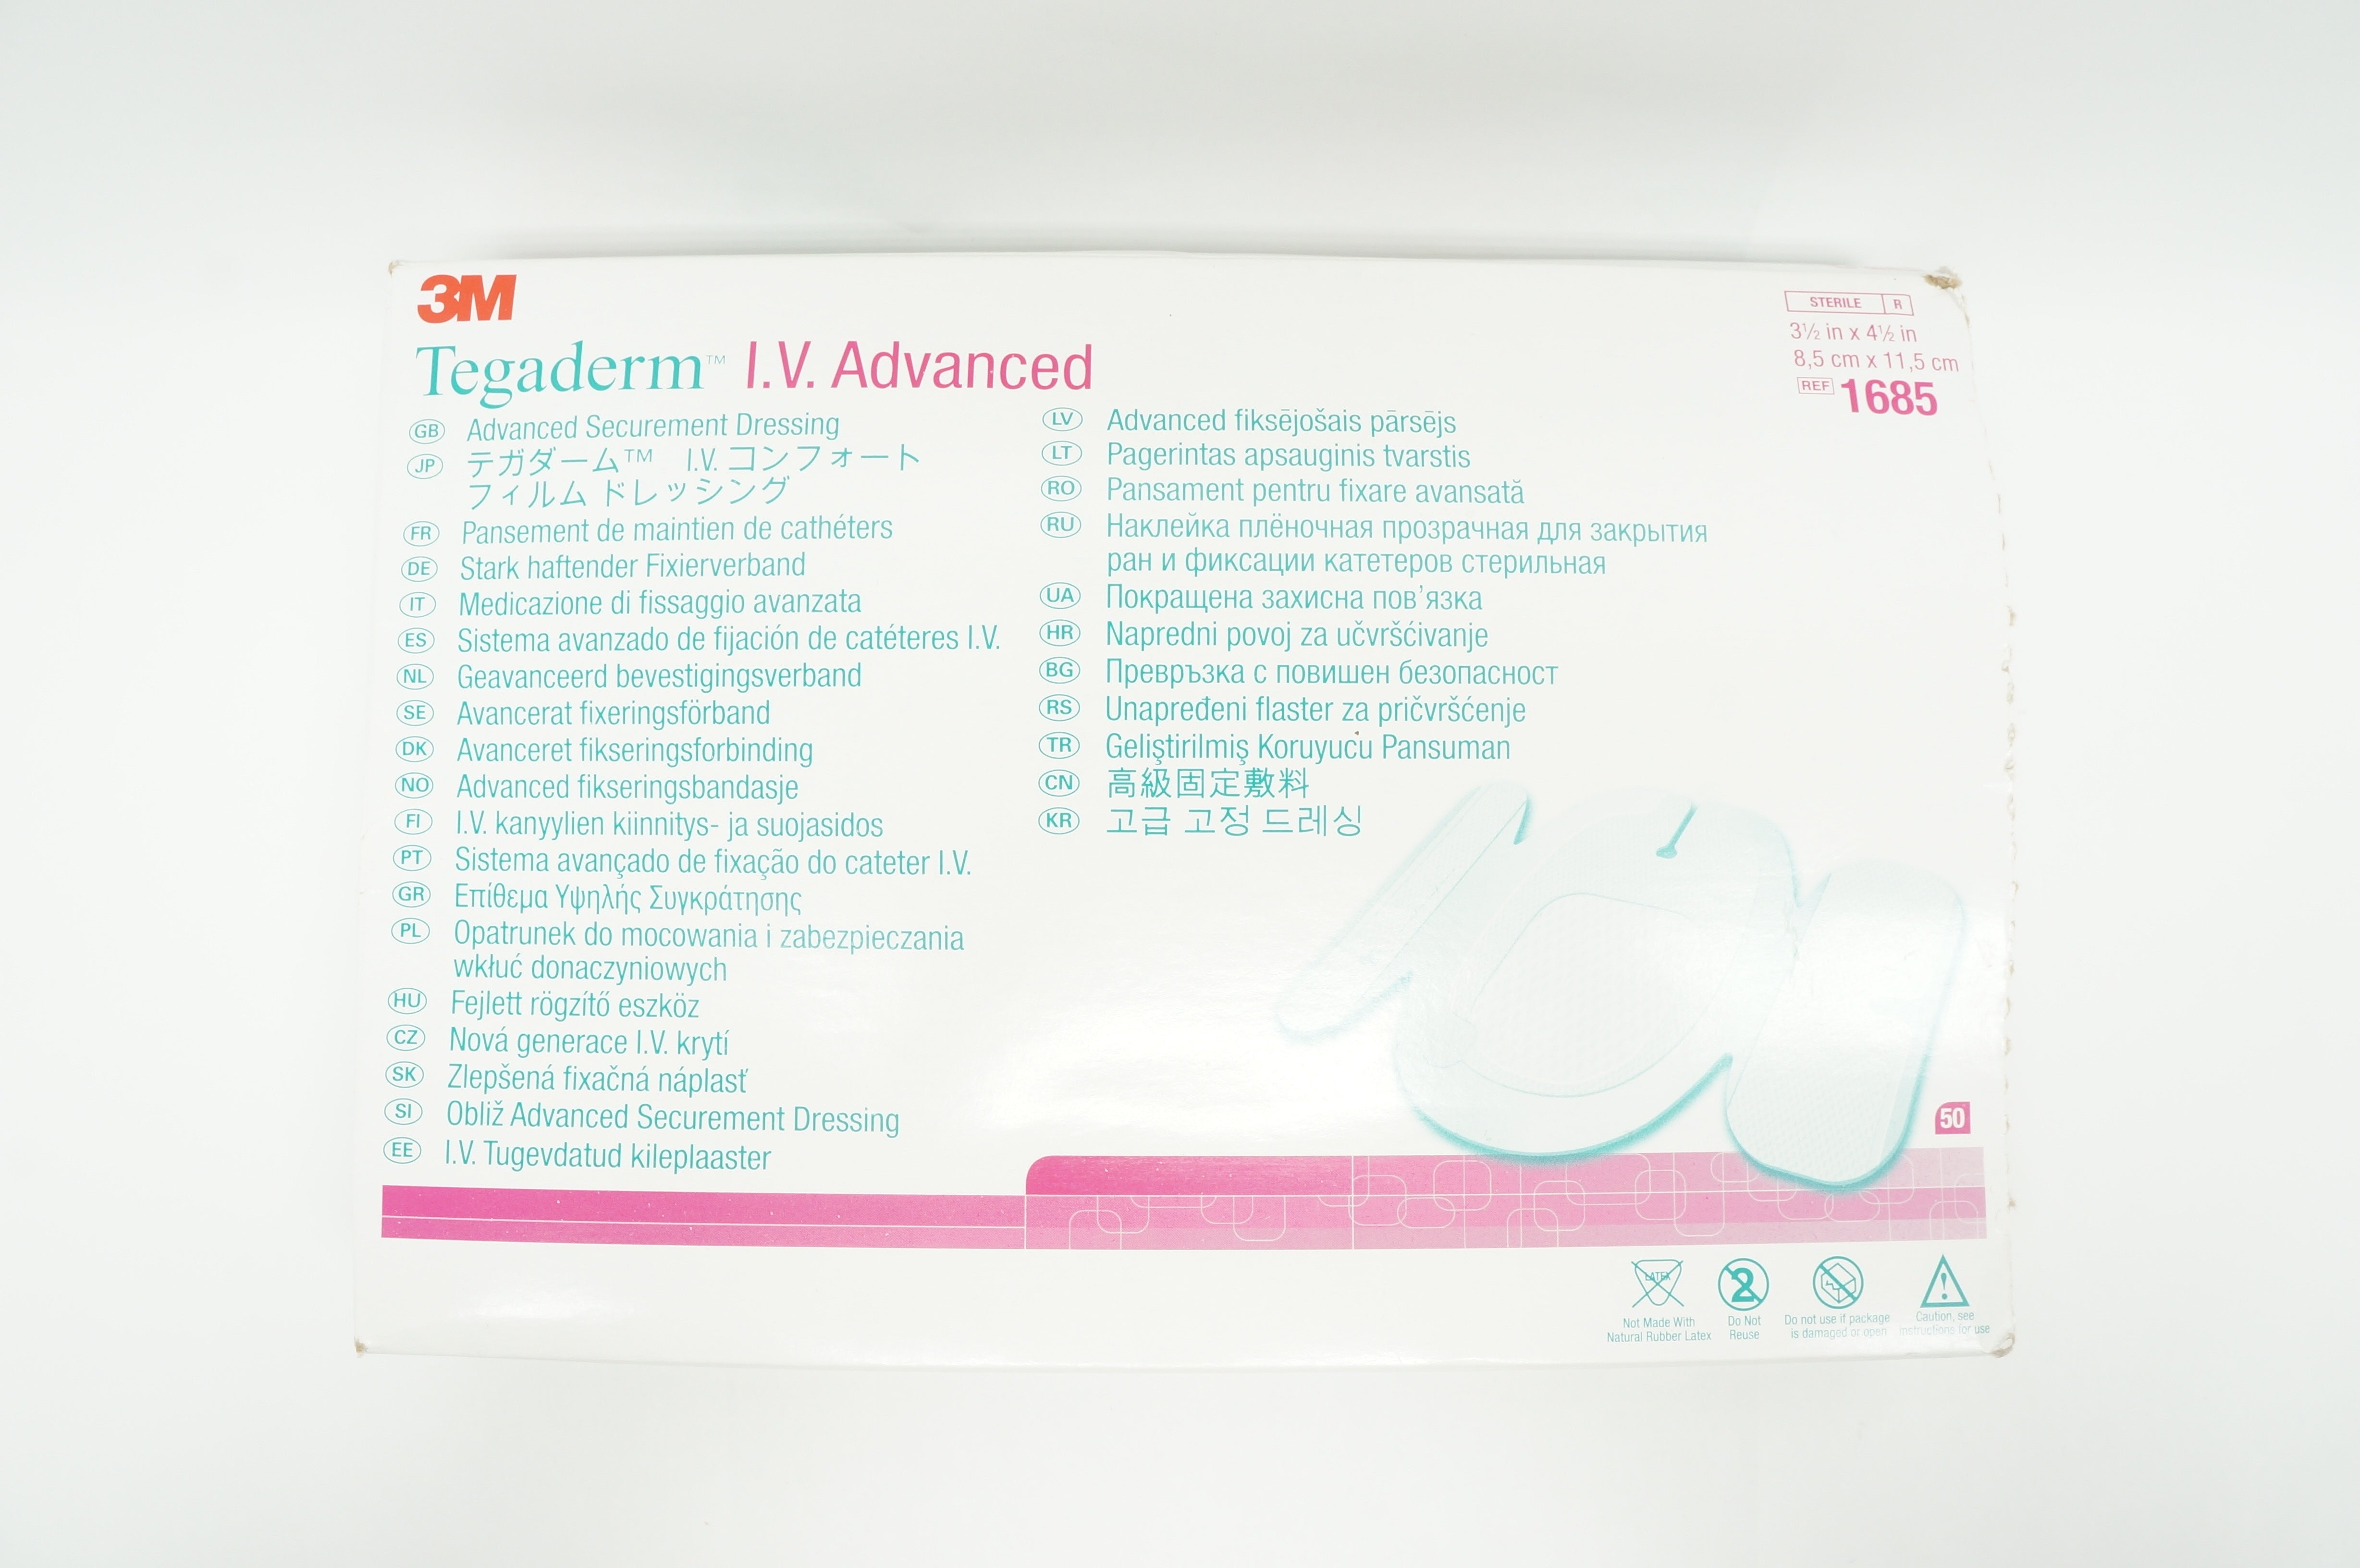 3M
Tegaderm™ I.V. Advanced
STERILE R
3½ in x 4½ in
8,5 cm x 11,5 cm
REF 1685
GB Advanced Securement Dressing
JP テガダーム™ I.V. コンフォート
フィルム ドレッシング
FR Pansement de maintien de cathéters
DE Stark haftender Fixierverband
IT Medicazione di fissaggio avanzata
ES Sistema avanzado de fijación de catéteres I.V.
NL Geavanceerd bevestigingsverband
SE Avancerat fixeringsförband
DK Avanceret fikseringsforbinding
NO Advanced fikseringsbandasje
FI I.V. kanyylien kiinnitys- ja suojasidos
PT Sistema avançado de fixação do cateter I.V.
GR Επίθεμα Υψηλής Συγκράτησης
PL Opatrunek do mocowania i zabezpieczania
wkłuć donaczyniowych
HU Fejlett rögzítő eszköz
CZ Nová generace I.V. krytí
SK Zlepšená fixačná náplasť
SI Obliž Advanced Securement Dressing
EE I.V. Tugevdatud kileplaaster
LV Advanced fiksējošais pārsējs
LT Pagerintas apsauginis tvarstis
RO Pansament pentru fixare avansată
RU Наклейка плёночная прозрачная для закрытия
ран и фиксации катетеров стерильная
UA Покращена захисна пов’язка
HR Napredni povoj za učvršćivanje
BG Превръзка с повишен безопасност
RS Unapređeni flaster za pričvršćenje
TR Geliştirilmiş Koruyucu Pansuman
CN 高級固定敷料
KR 고급 고정 드레싱
50
LATEX
2
Not Made With
Natural Rubber Latex
Do Not
Reuse
Do not use if package
is damaged or open
Caution, see
instructions for use